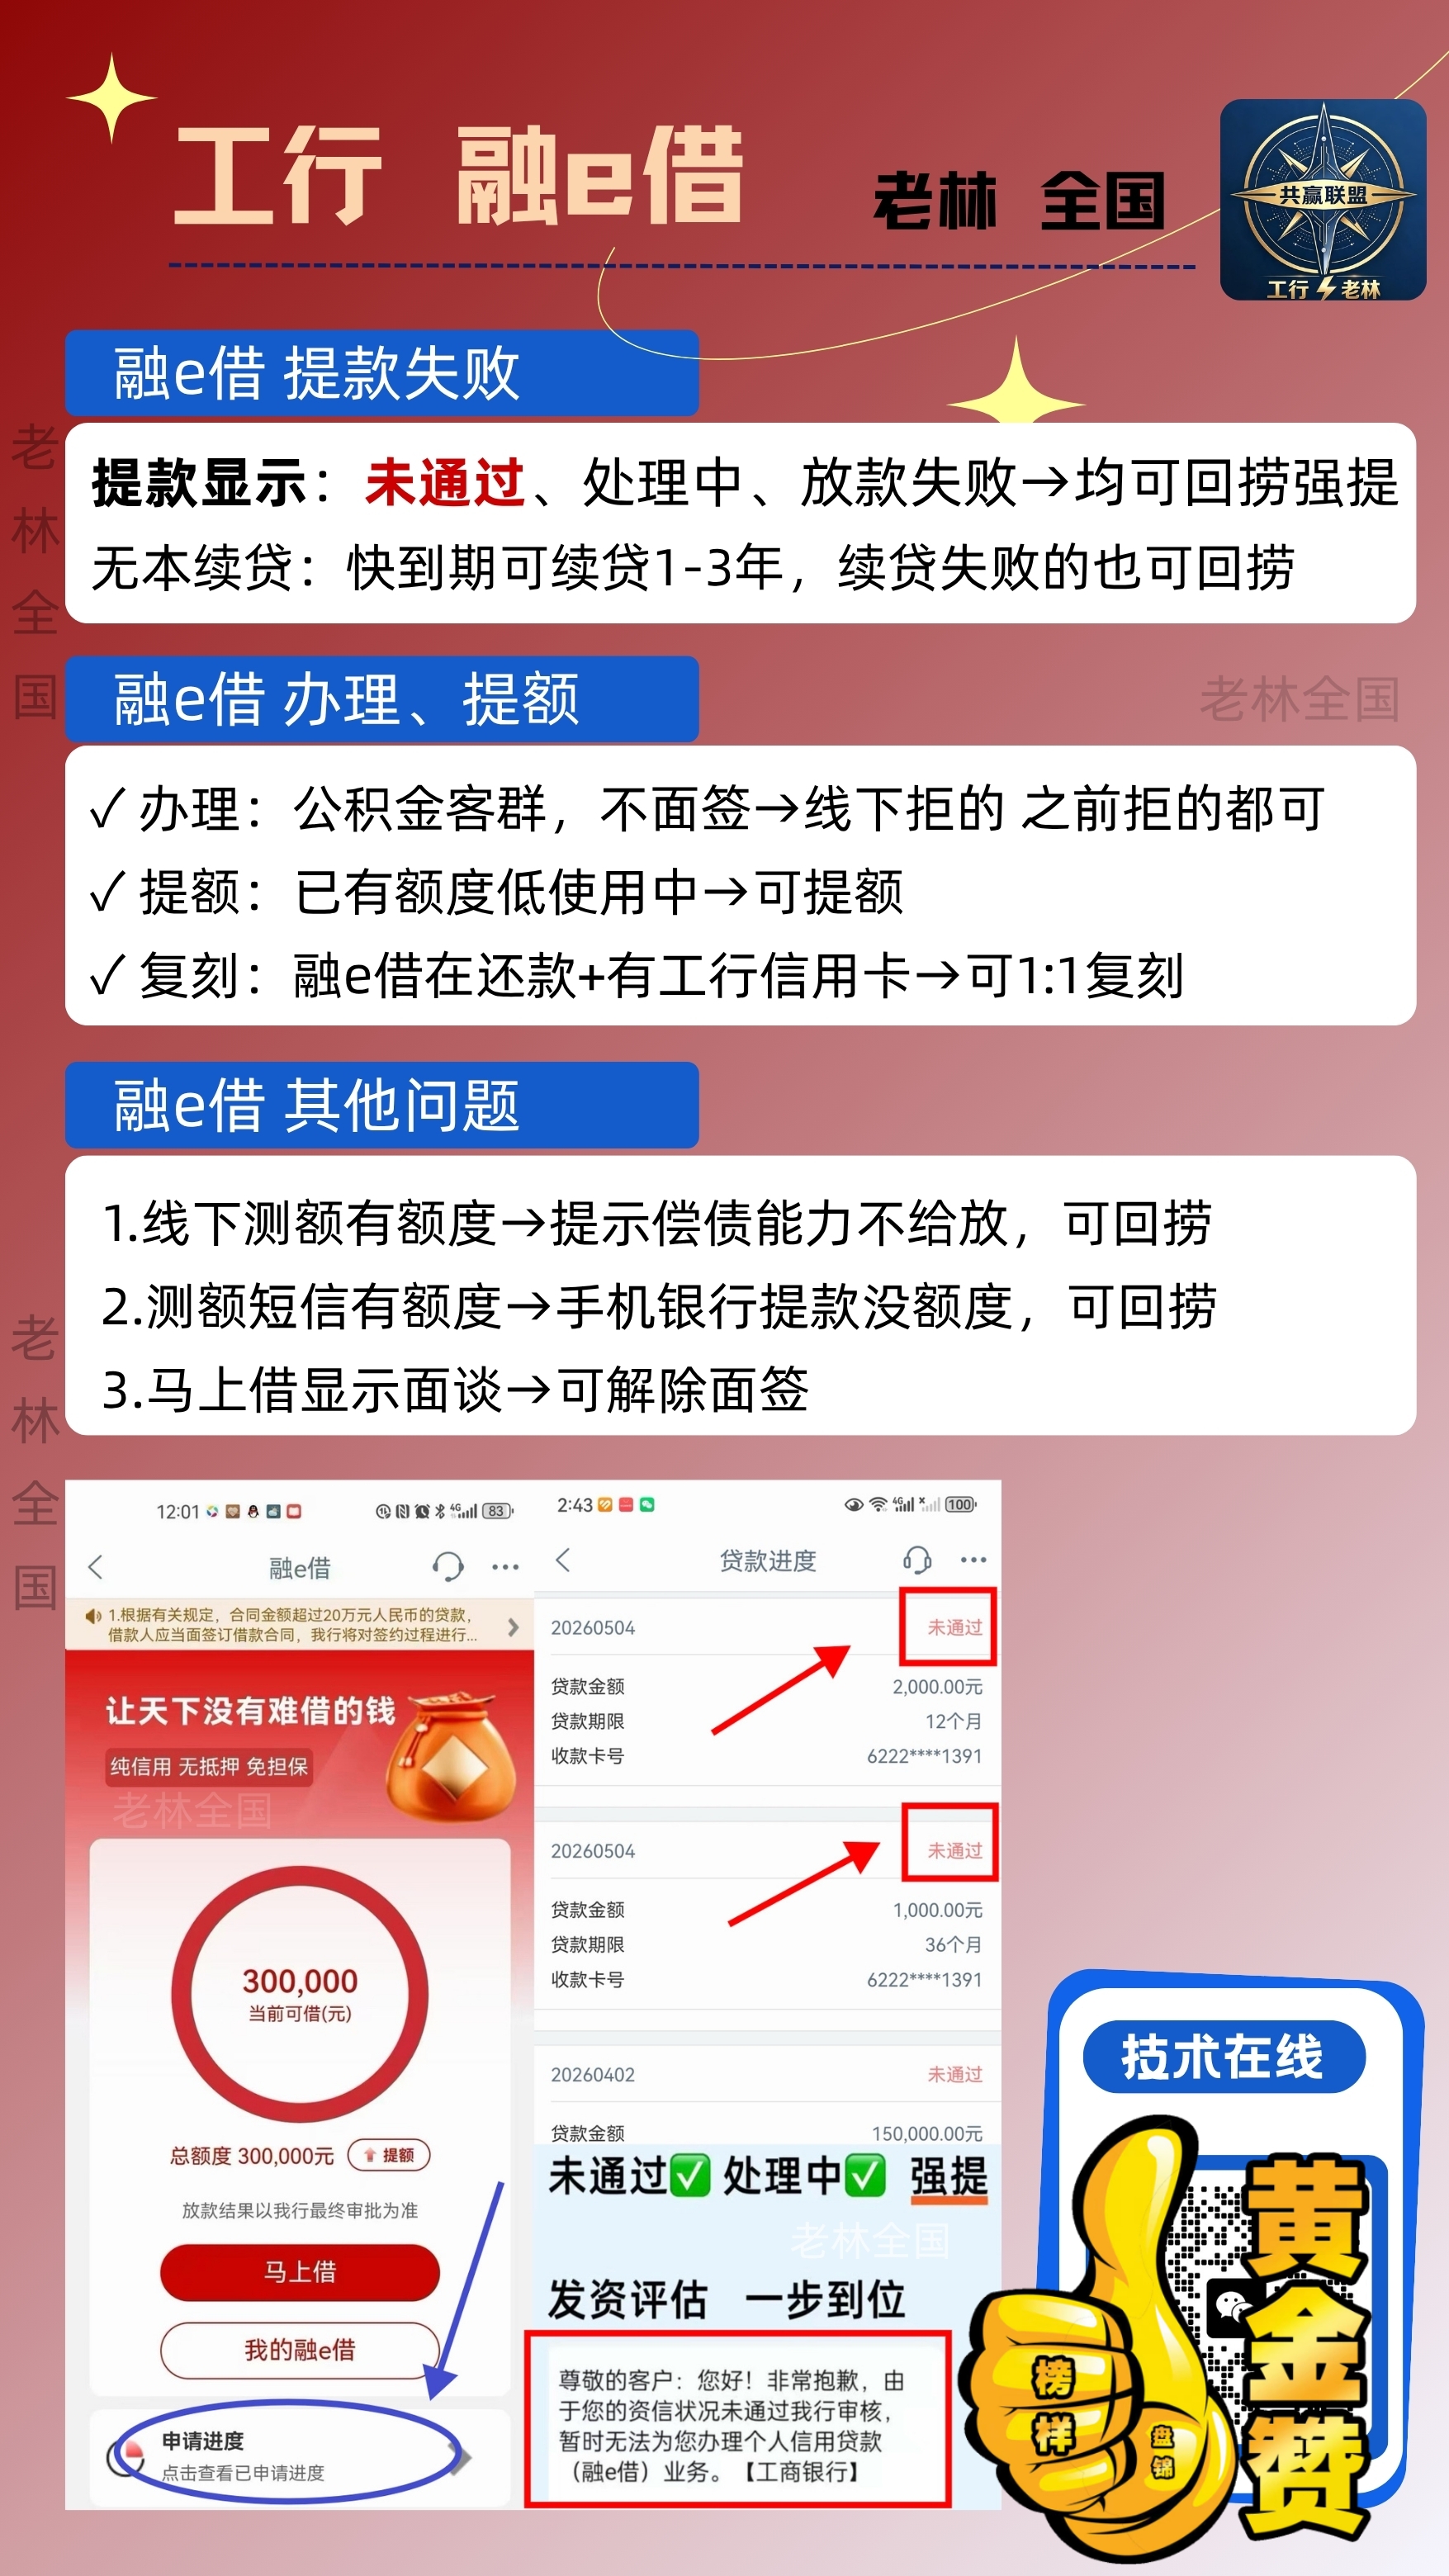 工行 融e借
老林 全国
共赢联盟
工行 老林
融e借 提款失败
提款显示：未通过、处理中、放款失败→均可回捞强提
无本续贷：快到期可续贷1-3年，续贷失败的也可回捞
老林全国
融e借 办理、提额
老林全国
✓办理：公积金客群，不面签→线下拒的 之前拒的都可
✓提额：已有额度低使用中→可提额
✓复刻：融e借在还款+有工行信用卡→可1:1复刻
融e借 其他问题
1.线下测额有额度→提示偿债能力不给放，可回捞
2.测额短信有额度→手机银行提款没额度，可回捞
3.马上借显示面谈→可解除面签
老林全国
12:01
4G
83
融e借
1.根据有关规定，合同金额超过20万元人民币的贷款，
借款人应当面签订借款合同，我行将对签约过程进行...
让天下没有难借的钱
纯信用 无抵押 免担保
老林全国
300,000
当前可借(元)
总额度 300,000元
提额
放款结果以我行最终审批为准
马上借
我的融e借
申请进度
点击查看已申请进度
2:43
4G
100
贷款进度
20260504 未通过
贷款金额 2,000.00元
贷款期限 12个月
收款卡号 6222****1391
20260504 未通过
贷款金额 1,000.00元
贷款期限 36个月
收款卡号 6222****1391
20260402 未通过
贷款金额 150,000.00元
未通过✅ 处理中✅ 强提
老林全国
发资评估 一步到位
尊敬的客户：您好！非常抱歉，由
于您的资信状况未通过我行审核，
暂时无法为您办理个人信用贷款
（融e借）业务。【工商银行】
技术在线
黄金赞
榜样
盘锦